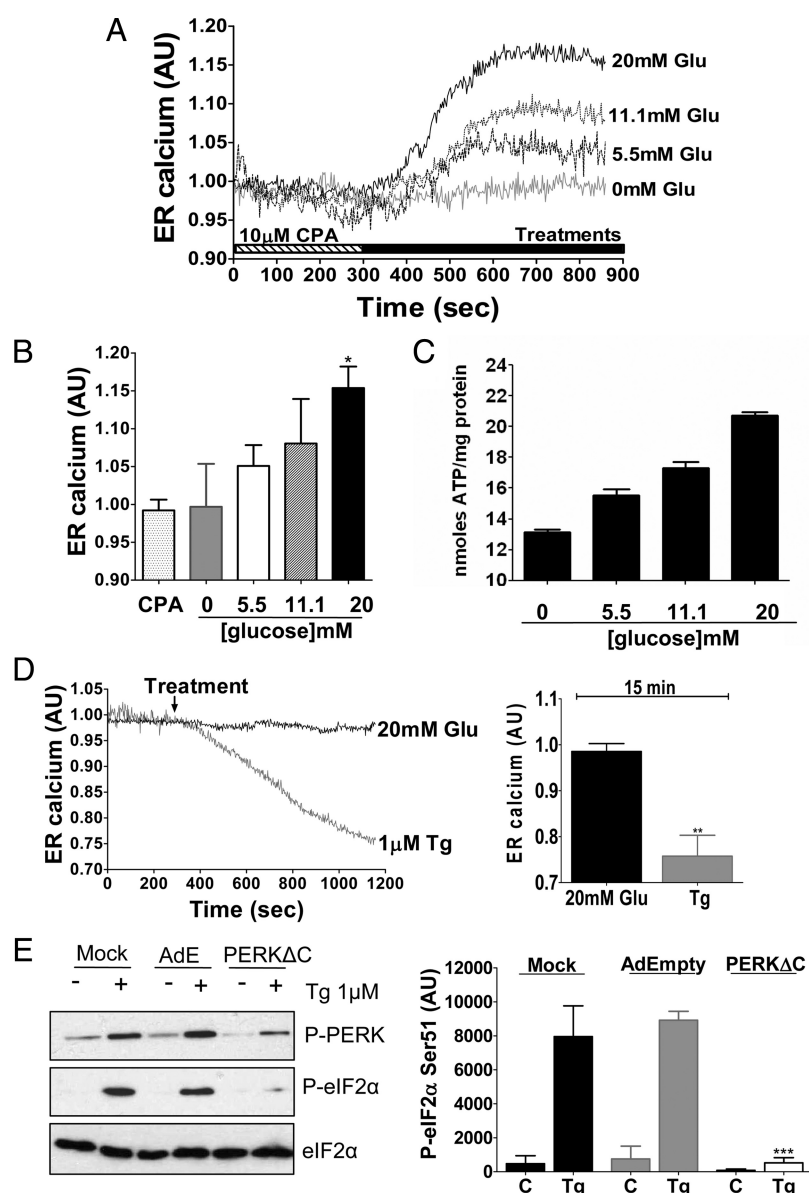 A
ER calcium (AU)
1.20
1.15
1.10
1.05
1.00
0.95
0.90
20mM Glu
11.1mM Glu
5.5mM Glu
0mM Glu
10μM CPA
Treatments
0 100 200 300 400 500 600 700 800 900
Time (sec)
B
ER calcium (AU)
1.20
1.15
1.10
1.05
1.00
0.95
0.90
*
CPA 0 5.5 11.1 20
[glucose]mM
C
nmoles ATP/mg protein
24
22
20
18
16
14
12
10
0 5.5 11.1 20
[glucose]mM
D
ER calcium (AU)
1.05
1.00
0.95
0.90
0.85
0.80
0.75
0.70
Treatment
20mM Glu
1μM Tg
0 200 400 600 800 1000 1200
Time (sec)
ER calcium (AU)
1.1
1.0
0.9
0.8
0.7
15 min
**
20mM Glu Tg
E
Mock AdE PERKΔC
- + - + - + Tg 1μM
P-PERK
P-eIF2α
eIF2α
P-eIF2α Ser51 (AU)
12000
10000
8000
6000
4000
2000
0
Mock AdEmpty PERKΔC
***
C Tg C Tg C Tg